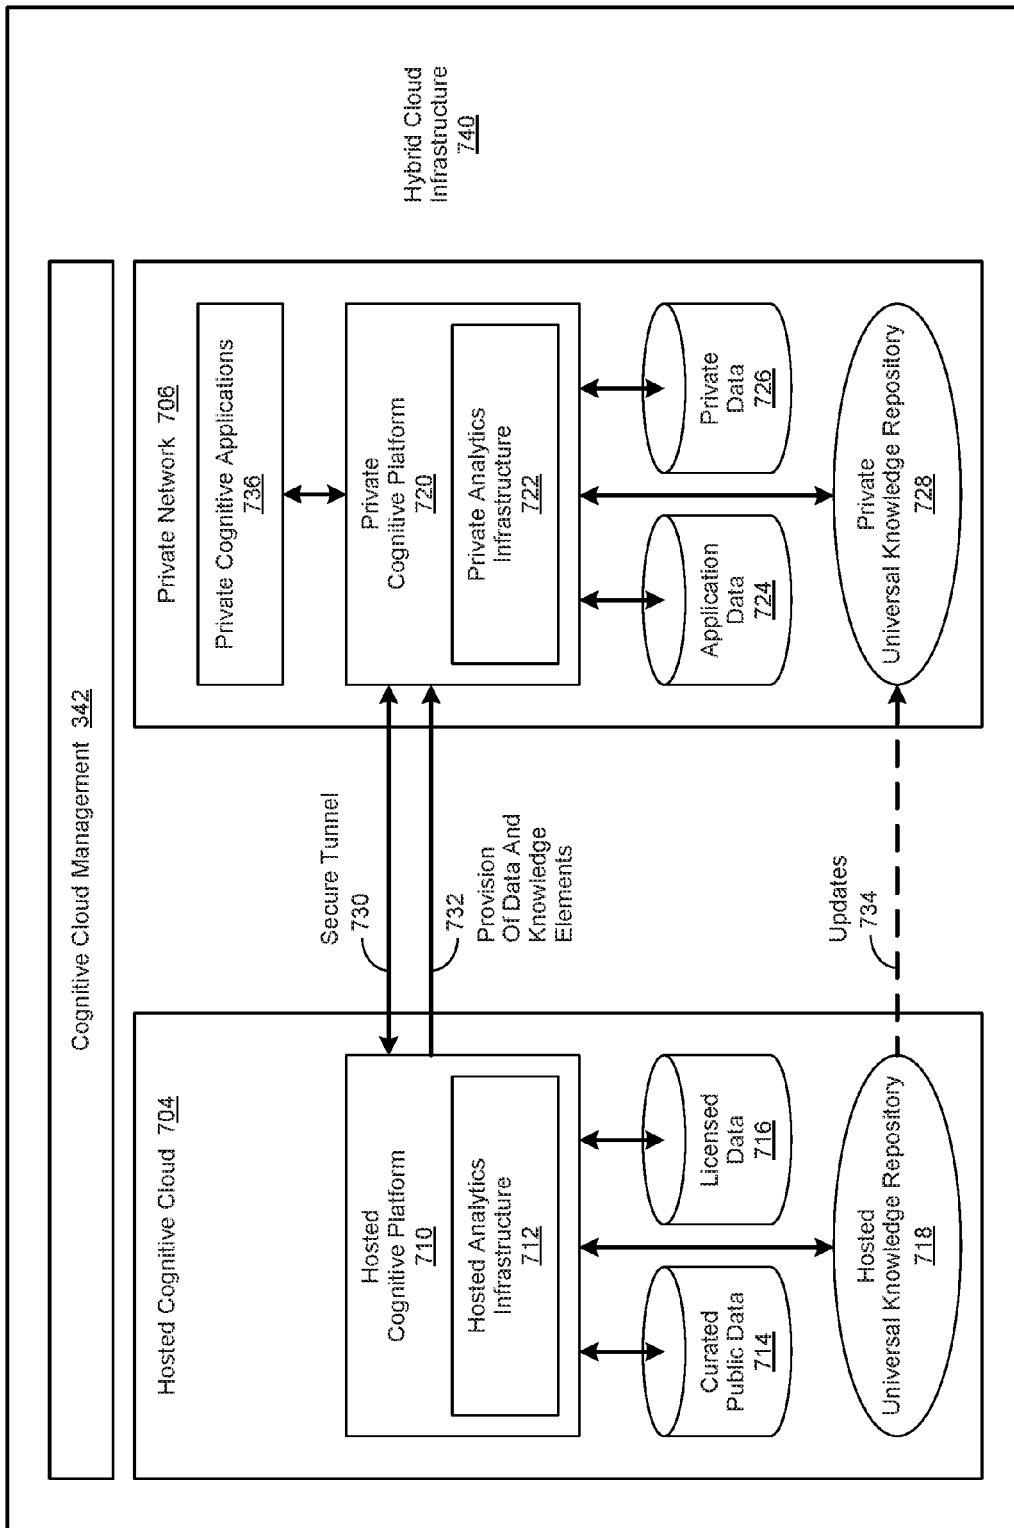 Cognitive Cloud Management 342
Hosted Cognitive Cloud 704
Hosted
Cognitive Platform
710
Hosted Analytics
Infrastructure
712
Curated
Public Data
714
Licensed
Data
716
Hosted
Universal Knowledge Repository
718
Secure Tunnel
730
732
Provision
Of Data And
Knowledge
Elements
Updates
734
Private Network 706
Private Cognitive Applications
736
Private
Cognitive Platform
720
Private Analytics
Infrastructure
722
Application
Data
724
Private
Data
726
Private
Universal Knowledge Repository
728
Hybrid Cloud
Infrastructure
740